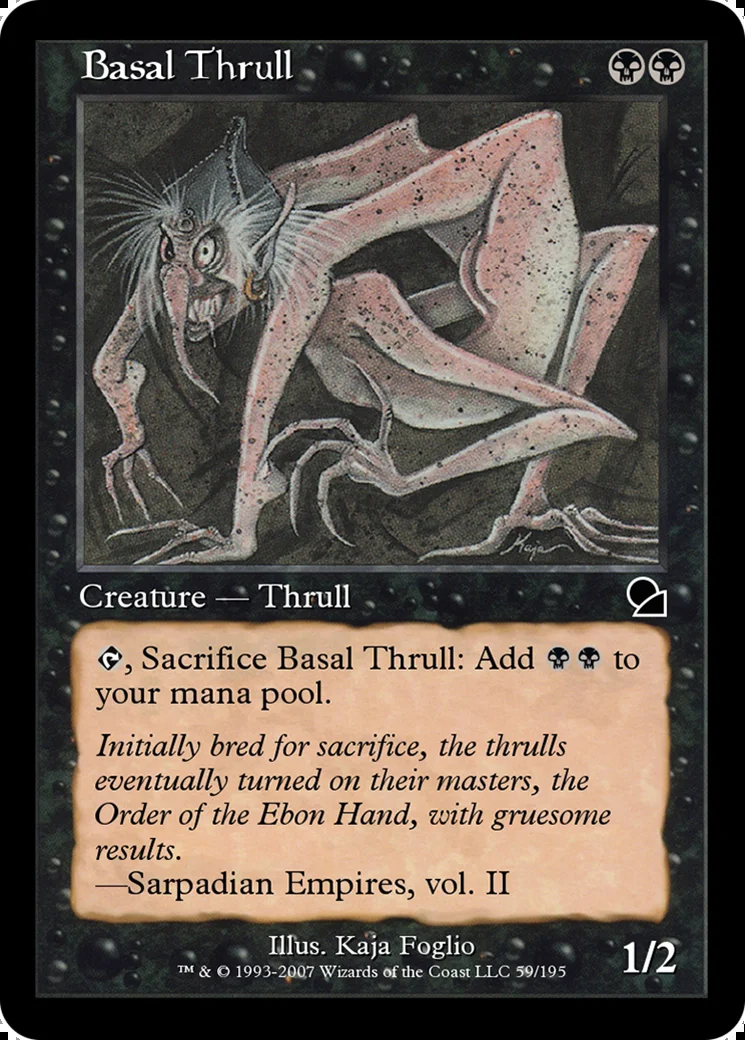 Basal Thrull
Kaja
Creature — Thrull
, Sacrifice Basal Thrull: Add to
your mana pool.
Initially bred for sacrifice, the thrulls
eventually turned on their masters, the
Order of the Ebon Hand, with gruesome
results.
—Sarpadian Empires, vol. II
Illus. Kaja Foglio
™ & © 1993-2007 Wizards of the Coast LLC 59/195
1/2